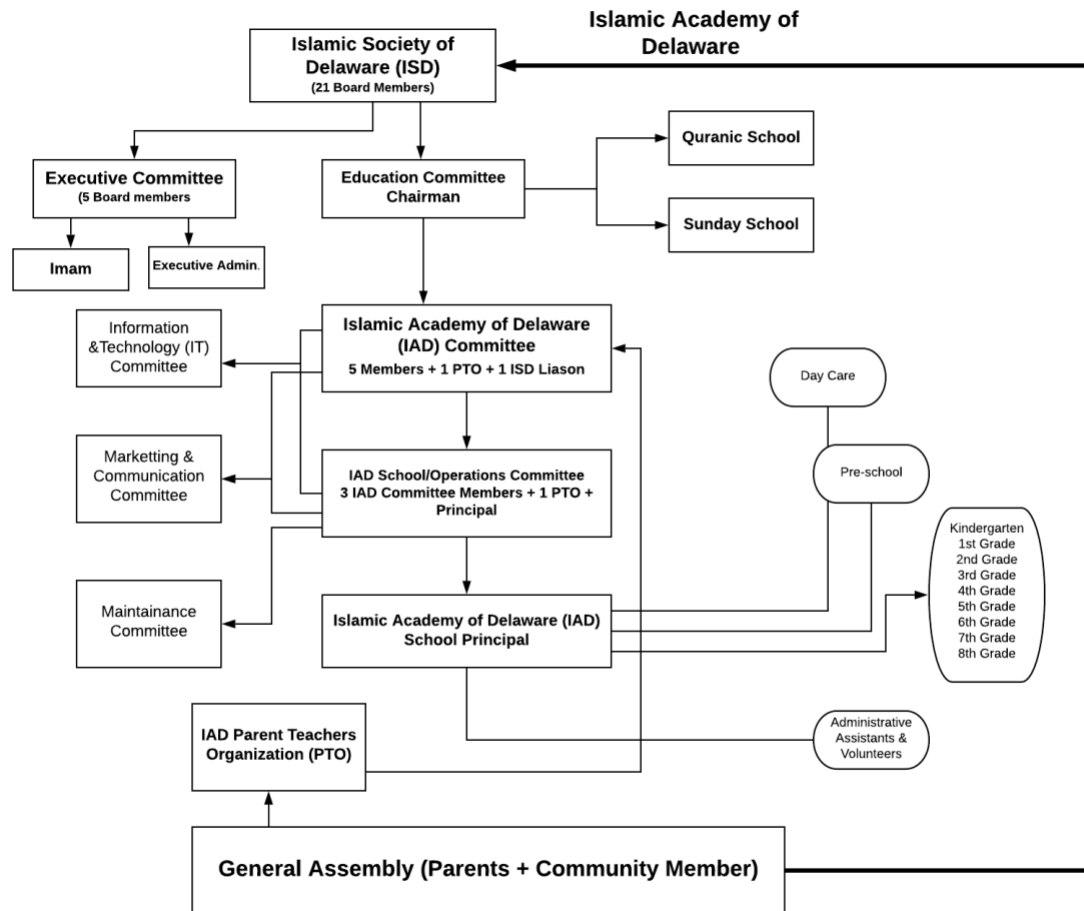 Islamic Academy of
Delaware
Islamic Society of
Delaware (ISD)
(21 Board Members)
Executive Committee
(5 Board members
Education Committee
Chairman
Quranic School
Sunday School
Imam
Executive Admin.
Information
&Technology (IT)
Committee
Islamic Academy of Delaware
(IAD) Committee
5 Members + 1 PTO + 1 ISD Liason
Day Care
Marketting &
Communication
Committee
IAD School/Operations Committee
3 IAD Committee Members + 1 PTO +
Principal
Pre-school
Kindergarten
1st Grade
2nd Grade
3rd Grade
4th Grade
5th Grade
6th Grade
7th Grade
8th Grade
Maintainance
Committee
Islamic Academy of Delaware (IAD)
School Principal
IAD Parent Teachers
Organization (PTO)
Administrative
Assistants &
Volunteers
General Assembly (Parents + Community Member)